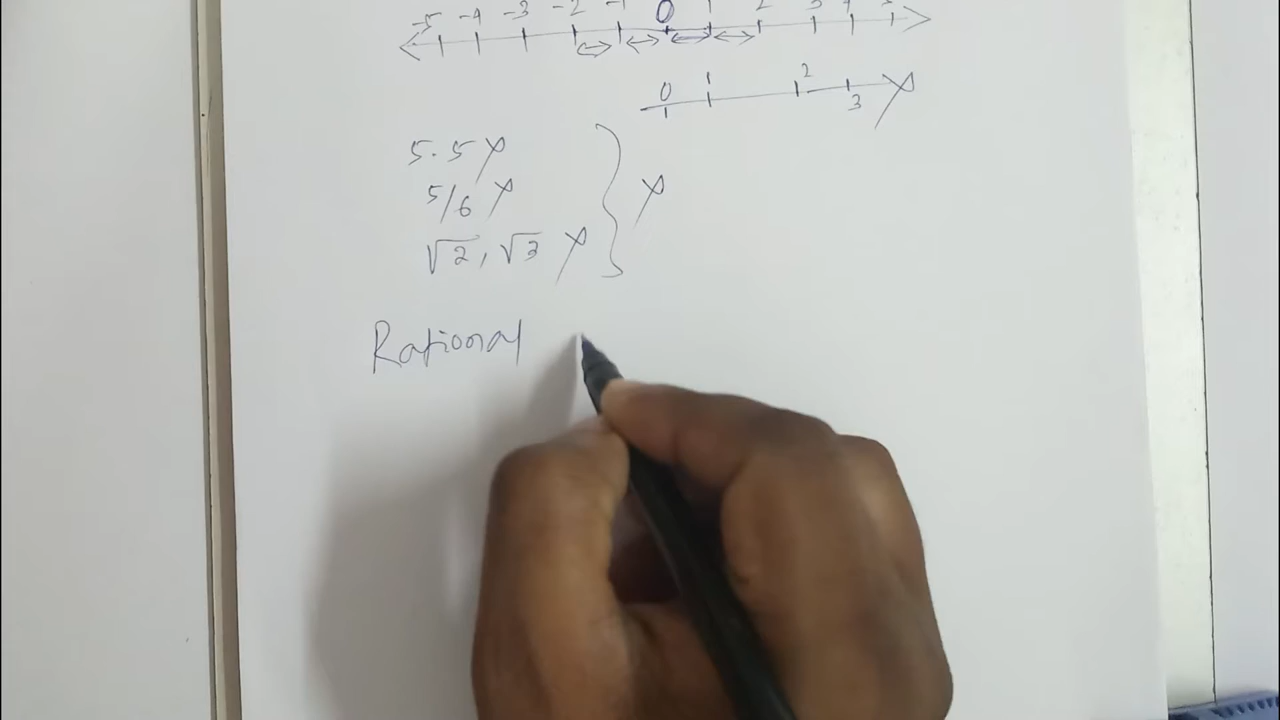 -5 -4 -3 -2 -1 0 1 2 3 4
0 1 2 3
5.5 X
5/6 X
√2, √3 X
X
Rational